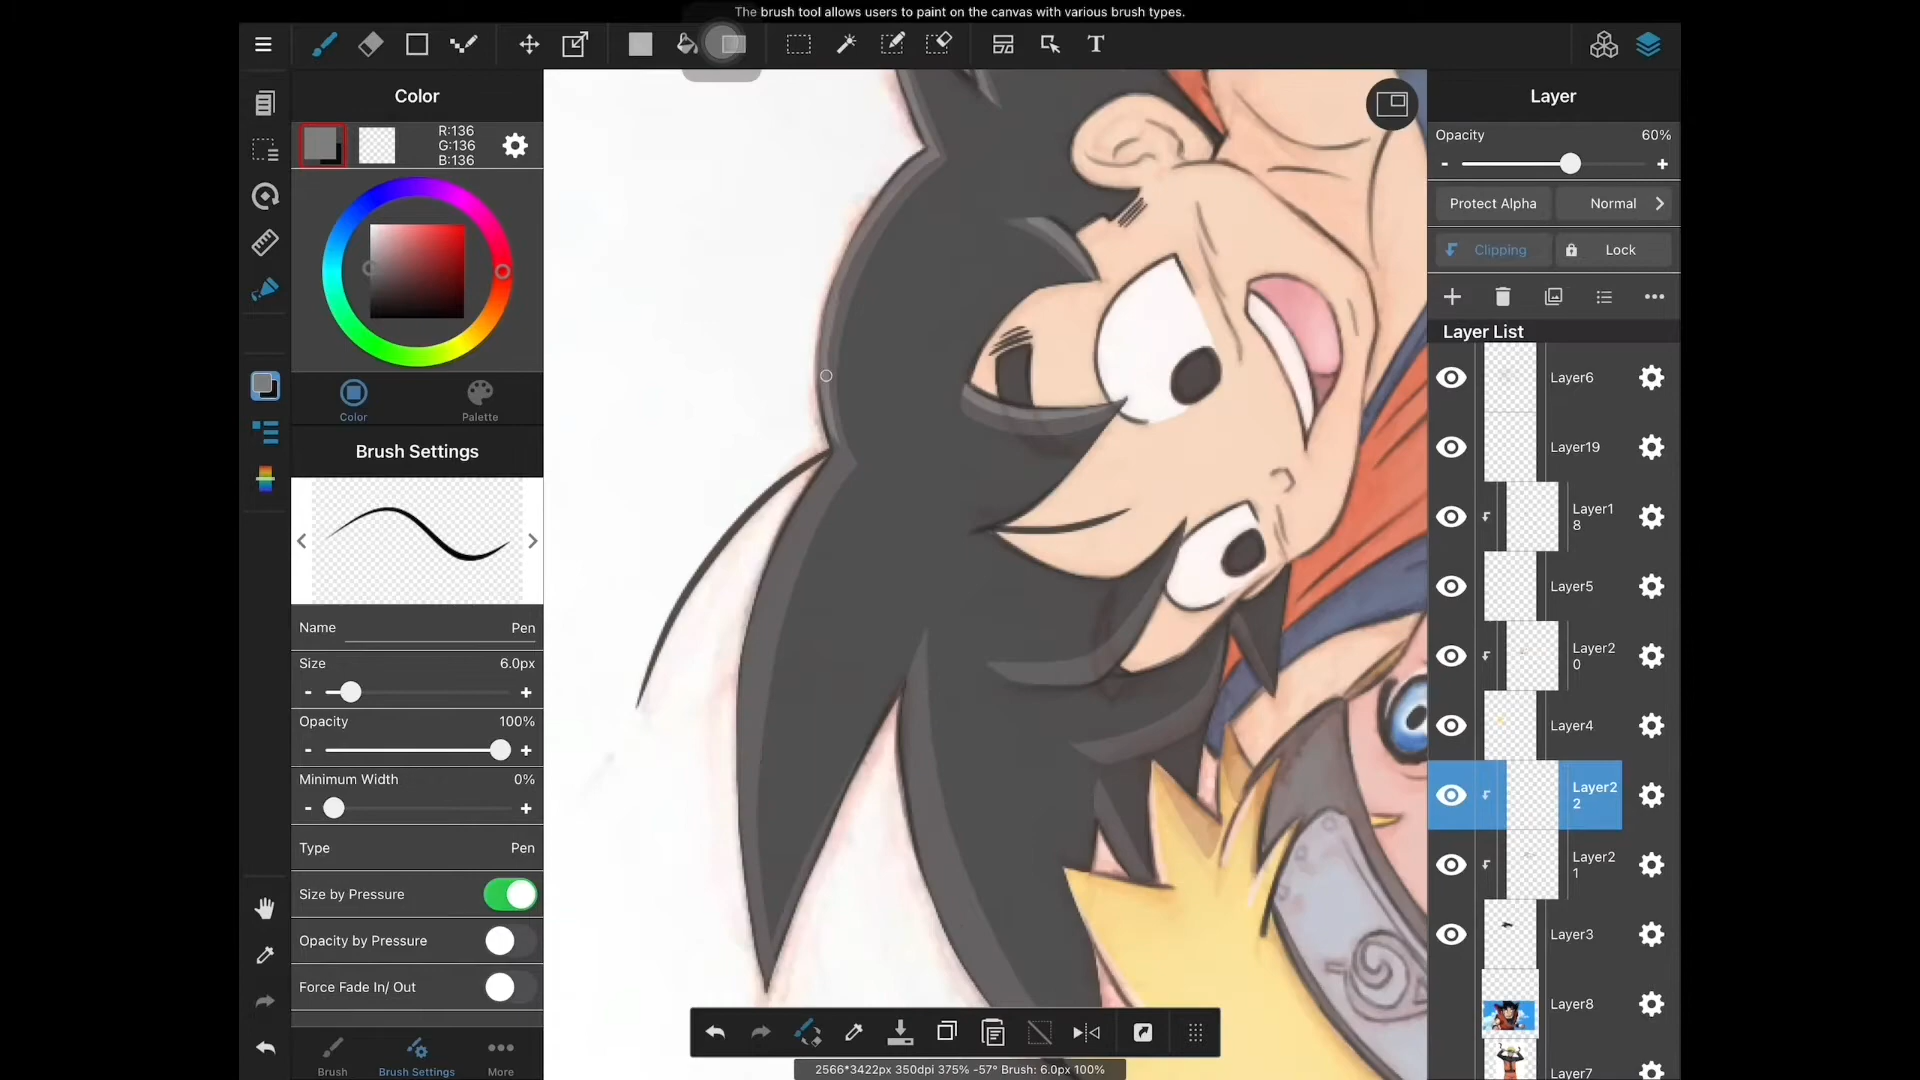 The brush tool allows users to paint on the canvas with various brush types.
T
Color
R:136
G:136
B:136
Color
Palette
Brush Settings
Name Pen
Size 6.0px
- +
Opacity 100%
- +
Minimum Width 0%
- +
Type Pen
Size by Pressure
Opacity by Pressure
Force Fade In/ Out
Brush
Brush Settings
More
2566*3422px 350dpi 375% -57° Brush: 6.0px 100%
Layer
Opacity 60%
- +
Protect Alpha
Normal
Clipping
Lock
Layer List
Layer6
Layer19
Layer1
8
Layer5
Layer2
0
Layer4
Layer2
2
Layer2
1
Layer3
Layer8
Layer7